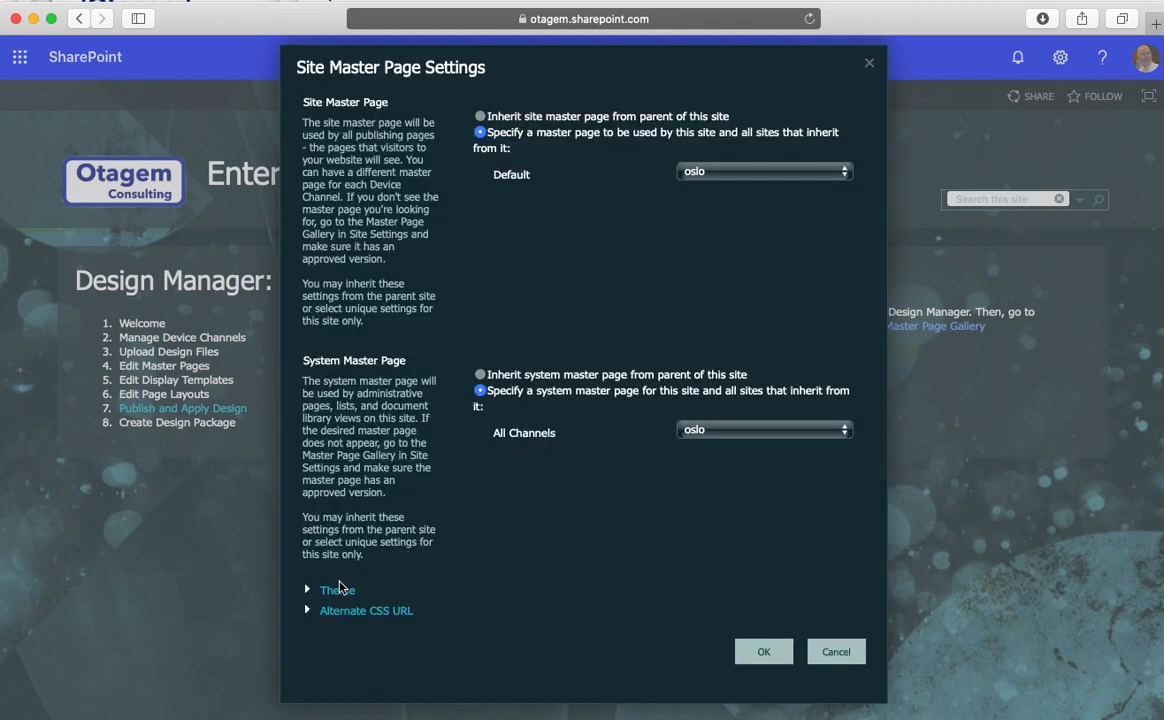 otagem.sharepoint.com
SharePoint
SHARE
FOLLOW
Otagem
Consulting
Enter
Search this site
Design Manager:
1. Welcome
2. Manage Device Channels
3. Upload Design Files
4. Edit Master Pages
5. Edit Display Templates
6. Edit Page Layouts
7. Publish and Apply Design
8. Create Design Package
Design Manager. Then, go to
Master Page Gallery
Site Master Page Settings
Site Master Page
The site master page will be
used by all publishing pages
- the pages that visitors to
your website will see. You
can have a different master
page for each Device
Channel. If you don't see the
master page you're looking
for, go to the Master Page
Gallery in Site Settings and
make sure it has an
approved version.
You may inherit these
settings from the parent site
or select unique settings for
this site only.
Inherit site master page from parent of this site
Specify a master page to be used by this site and all sites that inherit
from it:
Default
oslo
System Master Page
The system master page will
be used by administrative
pages, lists, and document
library views on this site. If
the desired master page
does not appear, go to the
Master Page Gallery in Site
Settings and make sure the
master page has an
approved version.
You may inherit these
settings from the parent site
or select unique settings for
this site only.
Inherit system master page from parent of this site
Specify a system master page for this site and all sites that inherit from
it:
All Channels
oslo
Theme
Alternate CSS URL
OK
Cancel